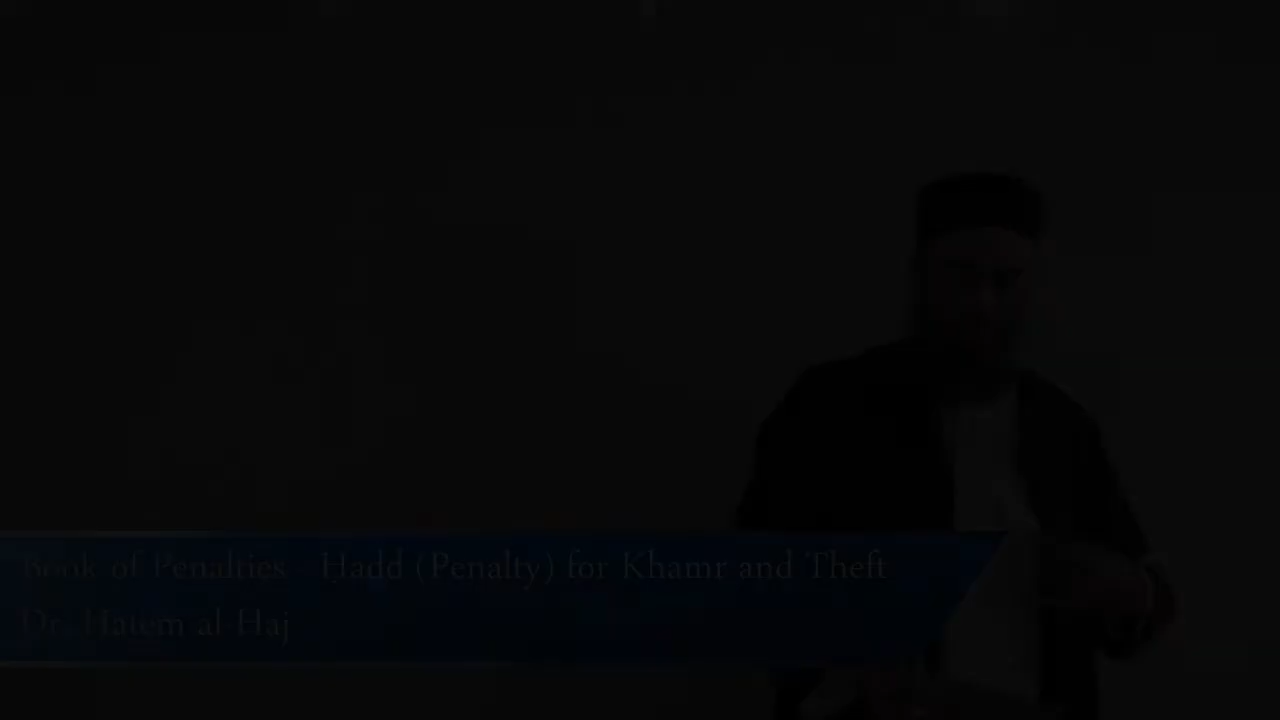 Book of Penalties - Hadd (Penalty) for Khamr and Theft
Dr. Hatem al-Haj